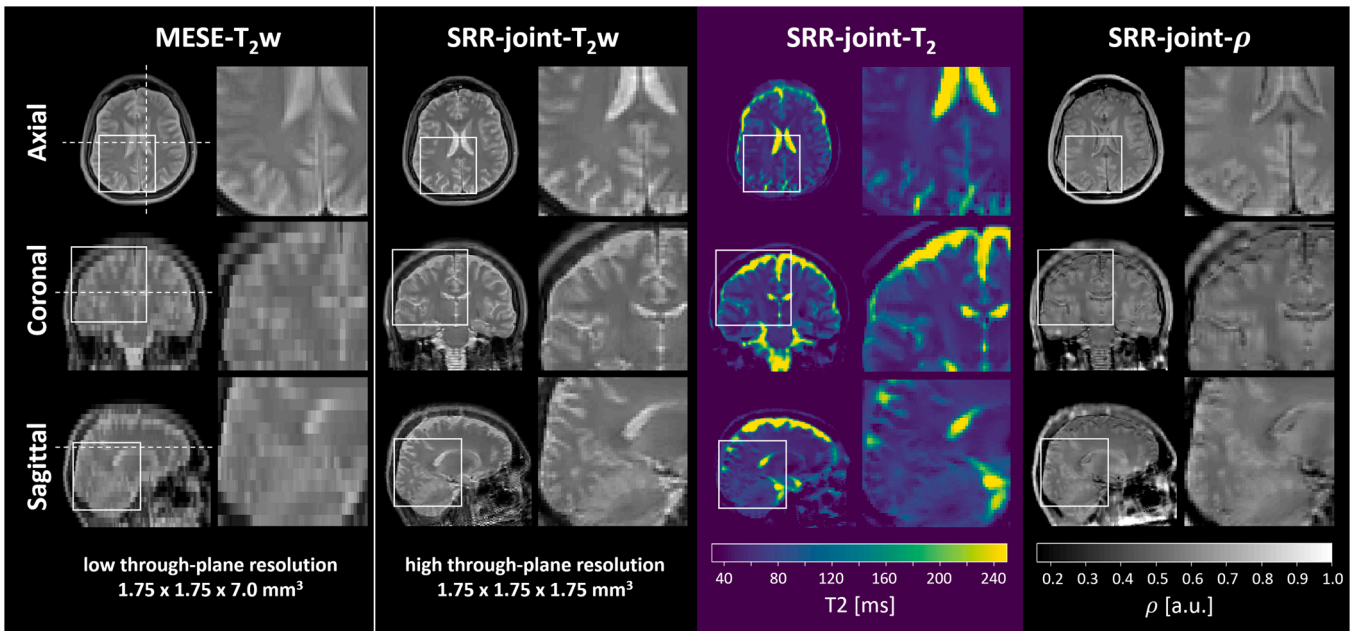 MESE-T₂w
SRR-joint-T₂w
SRR-joint-T₂
SRR-joint-ρ
Axial
Coronal
Sagittal
low through-plane resolution
1.75 x 1.75 x 7.0 mm³
high through-plane resolution
1.75 x 1.75 x 1.75 mm³
40 80 120 160 200 240
T2 [ms]
0.2 0.3 0.4 0.5 0.6 0.7 0.8 0.9 1.0
ρ [a.u.]